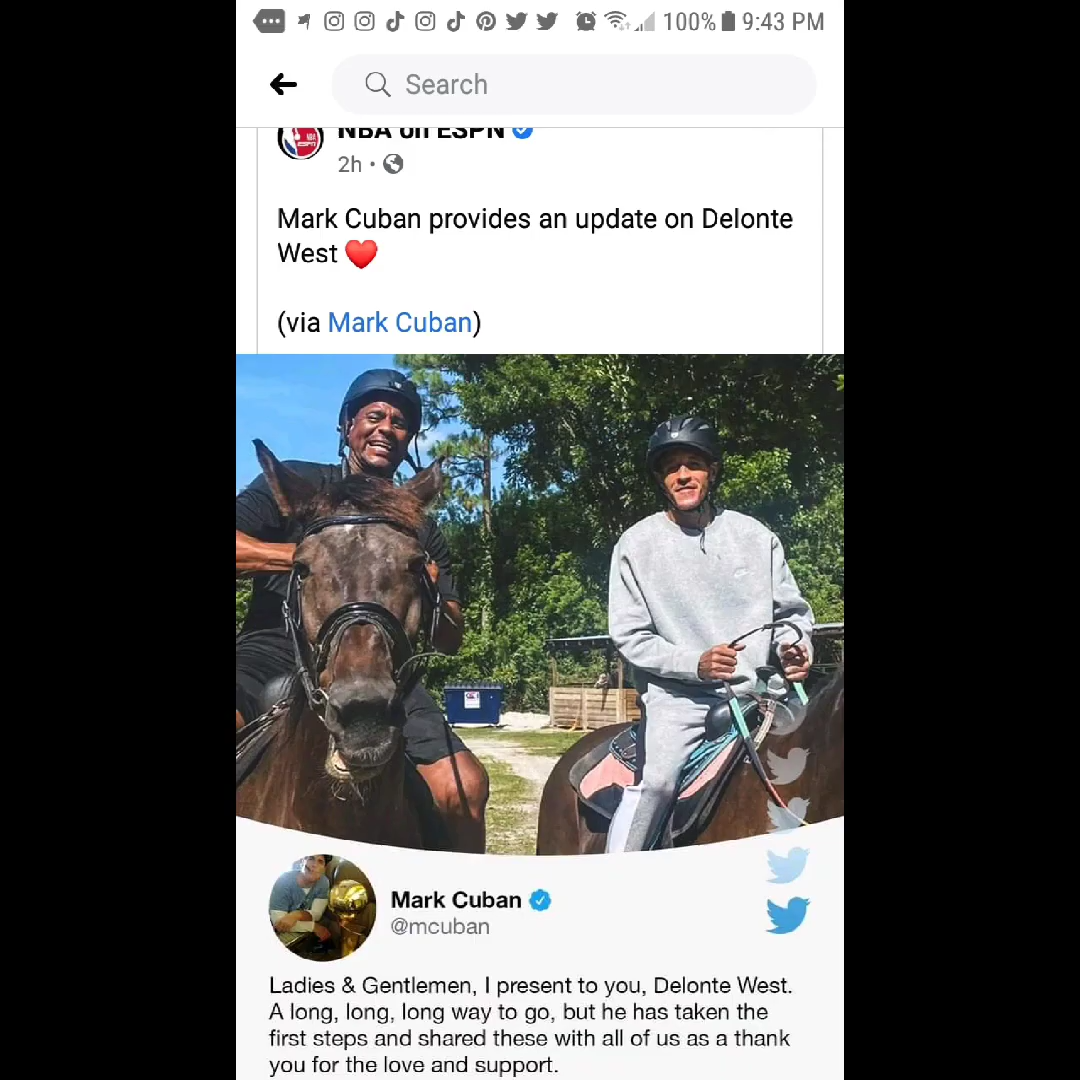 100% 9:43 PM
Search
NBA on ESPN
2h •
Mark Cuban provides an update on Delonte
West ❤️
(via Mark Cuban)
Mark Cuban
@mcuban
Ladies & Gentlemen, I present to you, Delonte West.
A long, long, long way to go, but he has taken the
first steps and shared these with all of us as a thank
you for the love and support.